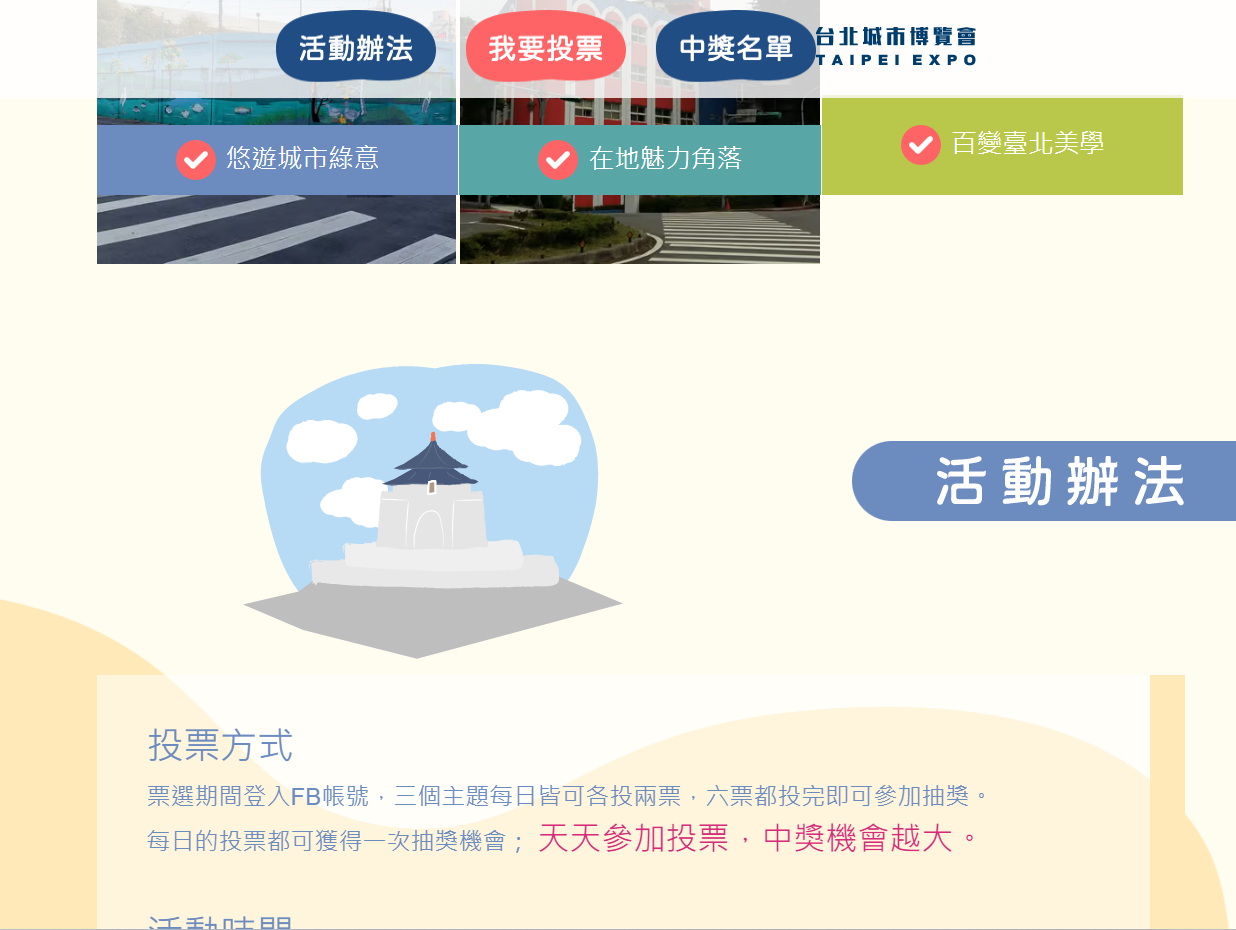 活動辦法
我要投票
中獎名單
台北城市博覽會
TAIPEI EXPO
悠遊城市綠意
在地魅力角落
百變臺北美學
活動辦法
投票方式
票選期間登入FB帳號，三個主題每日皆可各投兩票，六票都投完即可參加抽獎。
每日的投票都可獲得一次抽獎機會； 天天參加投票，中獎機會越大。
活動時間